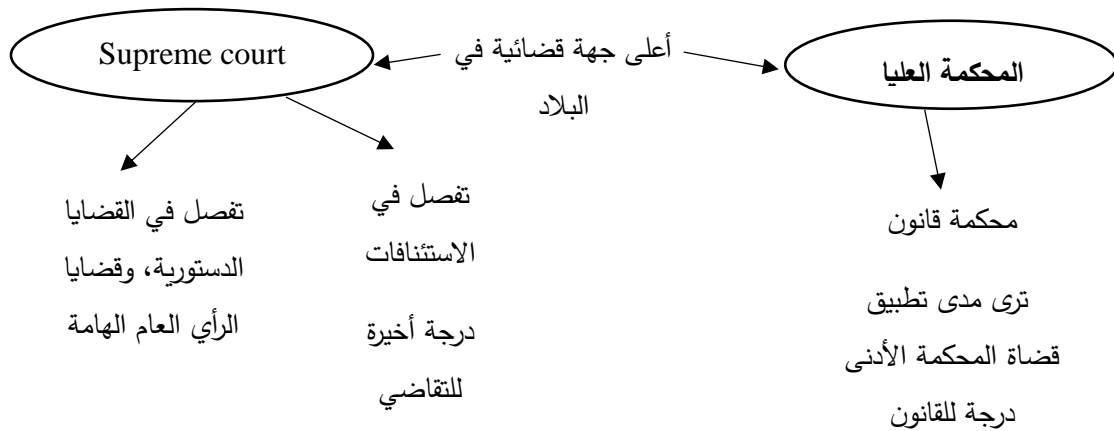 المحكمة العليا
أعلى جهة قضائية في
البلاد
Supreme court
محكمة قانون
ترى مدى تطبيق
قضاة المحكمة الأدنى
درجة للقانون
تفصل في
الاستئنافات
درجة أخيرة
للتقاضي
تفصل في القضايا
الدستورية، وقضايا
الرأي العام الهامة